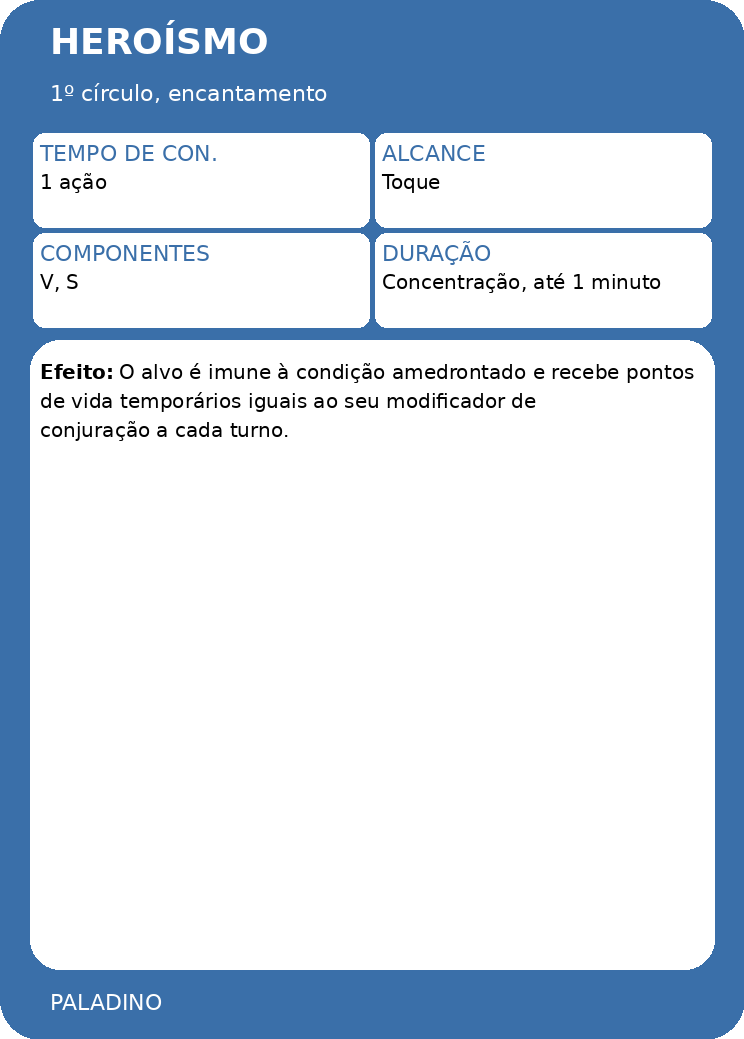 HEROÍSMO
1º círculo, encantamento
TEMPO DE CON.
1 ação
ALCANCE
Toque
COMPONENTES
V, S
DURAÇÃO
Concentração, até 1 minuto
Efeito: O alvo é imune à condição amedrontado e recebe pontos
de vida temporários iguais ao seu modificador de
conjuração a cada turno.
PALADINO